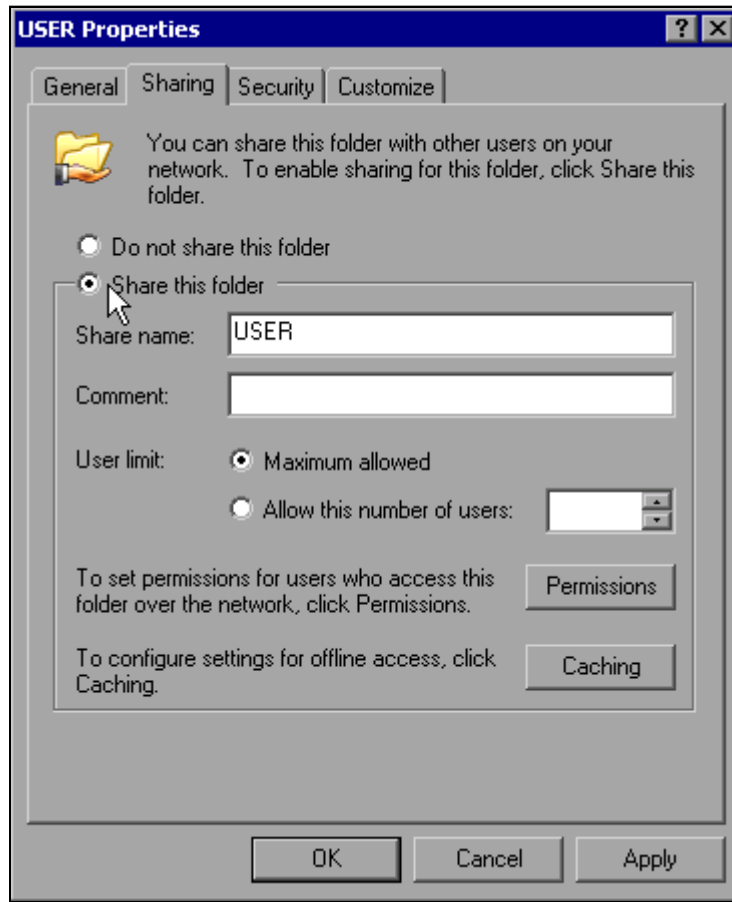 USER Properties
General Sharing Security Customize
You can share this folder with other users on your
network. To enable sharing for this folder, click Share this
folder.
Do not share this folder
Share this folder
Share name: USER
Comment:
User limit: Maximum allowed
Allow this number of users:
To set permissions for users who access this
folder over the network, click Permissions.
Permissions
To configure settings for offline access, click
Caching.
Caching
OK Cancel Apply